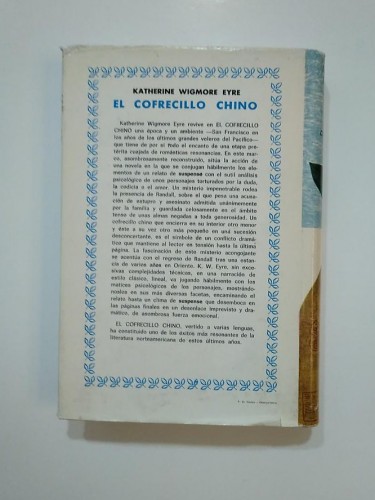 KATHERINE WIGMORE EYRE
EL COFRECILLO CHINO
Katherine Wigmore Eyre revive en EL COFRECILLO
CHINO una época y un ambiente —San Francisco en
los años de los últimos grandes veleros del Pacífico—
que tiene de por sí todo el encanto de una etapa pre-
térita cuajada de románticas resonancias. En este mar-
co, asombrosamente reconstruido, sitúa la acción de
una novela en la que se conjugan hábilmente los ele-
mentos de un relato de suspense con el sutil análisis
psicológico de unos personajes torturados por la duda,
la codicia o el amor. Un misterio impenetrable rodea
la presencia de Randall, sobre el que pesa una acusa-
ción de estupro y asesinato admitida unánimemente
por la familia y guardada celosamente en el ámbito
tenso de unas almas negadas a toda generosidad. Un
cofrecillo chino que encierra en su interior otro menor
y éste a su vez otro más pequeño en una sucesión
desconcertante, es el símbolo de un conflicto dramá-
tico que mantiene al lector en tensión hasta la última
página. La fascinación de este misterio acongojante
se acentúa con el regreso de Randall tras una estan-
cia de varios años en Oriente. K. W. Eyre, sin exce-
sivas complejidades técnicas, en una narración de
estilo clásico, lineal, va jugando hábilmente con los
matices psicológicos de los personajes, mostrándo-
noslos en sus más diversas facetas, encaminando el
relato hasta un clima de suspense que desemboca en
las páginas finales en un desenlace imprevisto y dra-
mático, de asombrosa fuerza emocional.
EL COFRECILLO CHINO, vertido a varias lenguas, ha
constituido uno de los éxitos más resonantes de la
literatura norteamericana de estos últimos años.